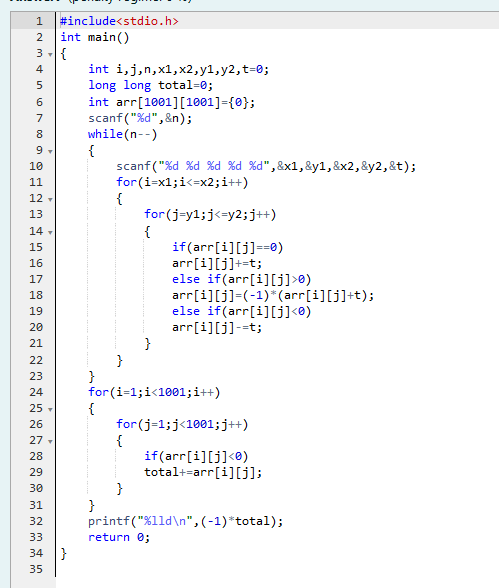 1 #include<stdio.h>
2 int main()
3 {
4 int i,j,n,x1,x2,y1,y2,t=0;
5 long long total=0;
6 int arr[1001][1001]={0};
7 scanf("%d",&n);
8 while(n--)
9 {
10 scanf("%d %d %d %d %d",&x1,&y1,&x2,&y2,&t);
11 for(i=x1;i<=x2;i++)
12 {
13 for(j=y1;j<=y2;j++)
14 {
15 if(arr[i][j]==0)
16 arr[i][j]+=t;
17 else if(arr[i][j]>0)
18 arr[i][j]=(-1)*(arr[i][j]+t);
19 else if(arr[i][j]<0)
20 arr[i][j]-=t;
21 }
22 }
23 }
24 for(i=1;i<1001;i++)
25 {
26 for(j=1;j<1001;j++)
27 {
28 if(arr[i][j]<0)
29 total+=arr[i][j];
30 }
31 }
32 printf("%lld\n",(-1)*total);
33 return 0;
34 }
35